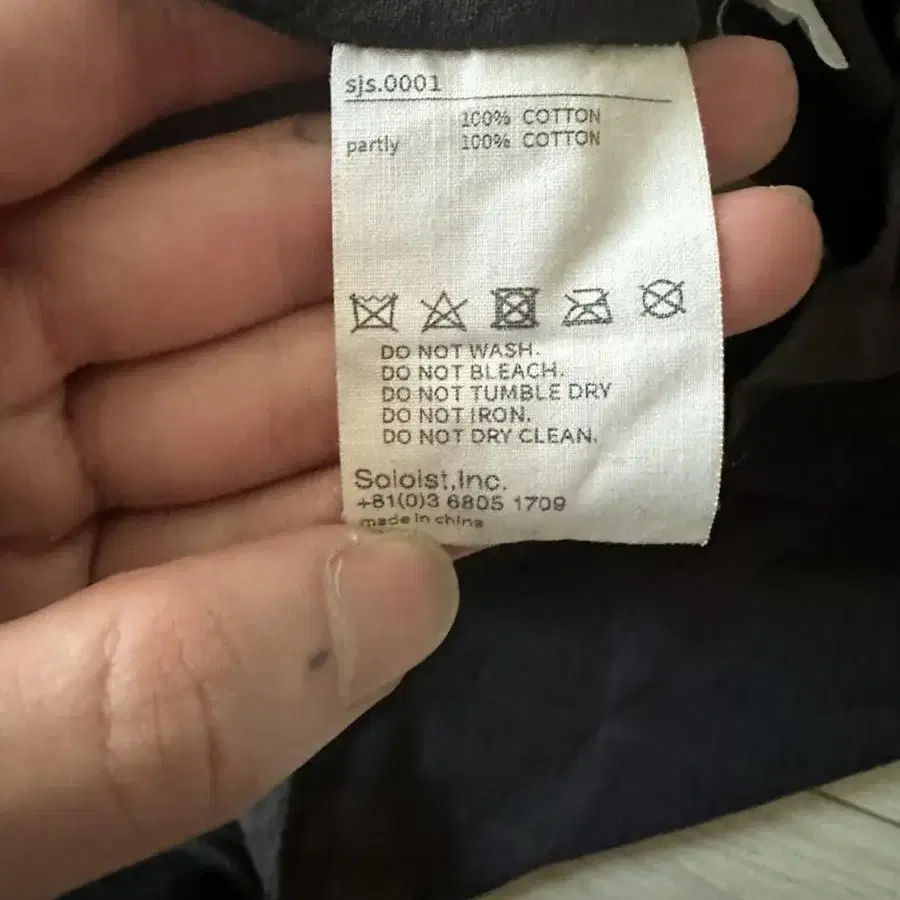 sjs.0001
100% COTTON
partly 100% COTTON
DO NOT WASH.
DO NOT BLEACH.
DO NOT TUMBLE DRY
DO NOT IRON.
DO NOT DRY CLEAN.
Soloist,Inc.
+81(0)3 6805 1709
made in china